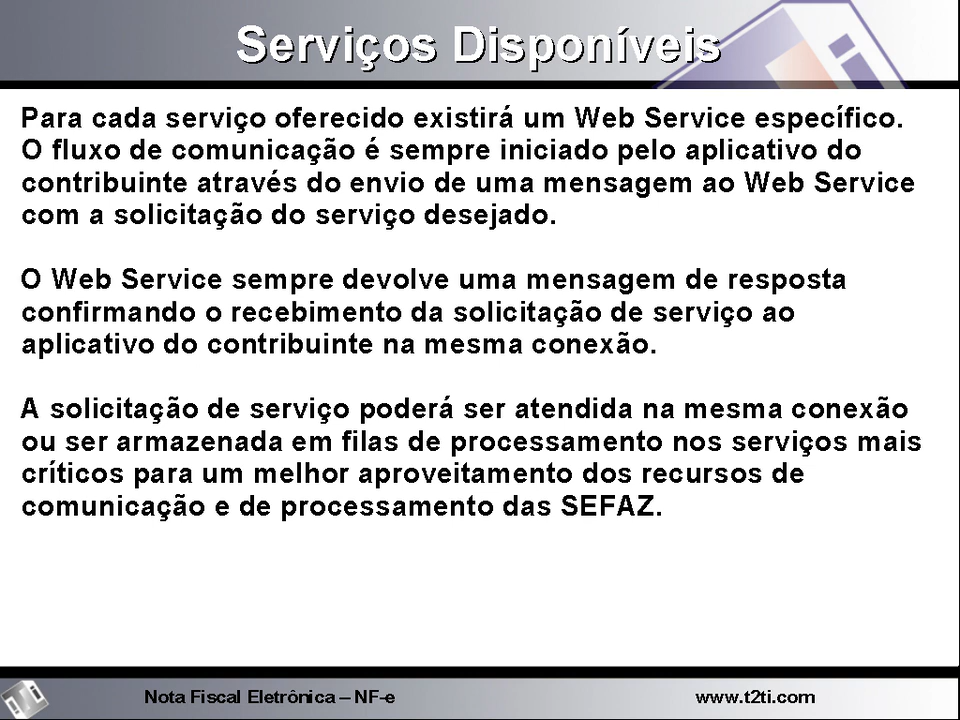 Serviços Disponíveis
Para cada serviço oferecido existirá um Web Service específico.
O fluxo de comunicação é sempre iniciado pelo aplicativo do
contribuinte através do envio de uma mensagem ao Web Service
com a solicitação do serviço desejado.
O Web Service sempre devolve uma mensagem de resposta
confirmando o recebimento da solicitação de serviço ao
aplicativo do contribuinte na mesma conexão.
A solicitação de serviço poderá ser atendida na mesma conexão
ou ser armazenada em filas de processamento nos serviços mais
críticos para um melhor aproveitamento dos recursos de
comunicação e de processamento das SEFAZ.
Nota Fiscal Eletrônica – NF-e
www.t2ti.com